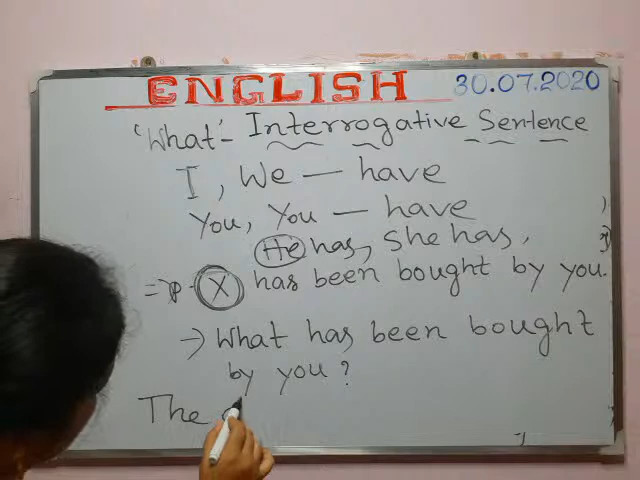 ENGLISH 30.07.2020
'What' - Interrogative Sentence
I, We — have
You, You — have
He has, She has,
X has been bought by you.
→ What has been bought
by you?
The